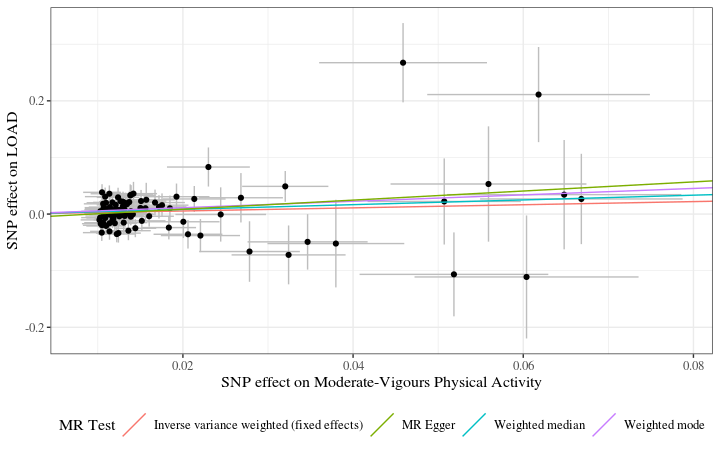 SNP effect on LOAD
0.2
0.0
-0.2
0.02 0.04 0.06 0.08
SNP effect on Moderate-Vigours Physical Activity
MR Test Inverse variance weighted (fixed effects) MR Egger Weighted median Weighted mode